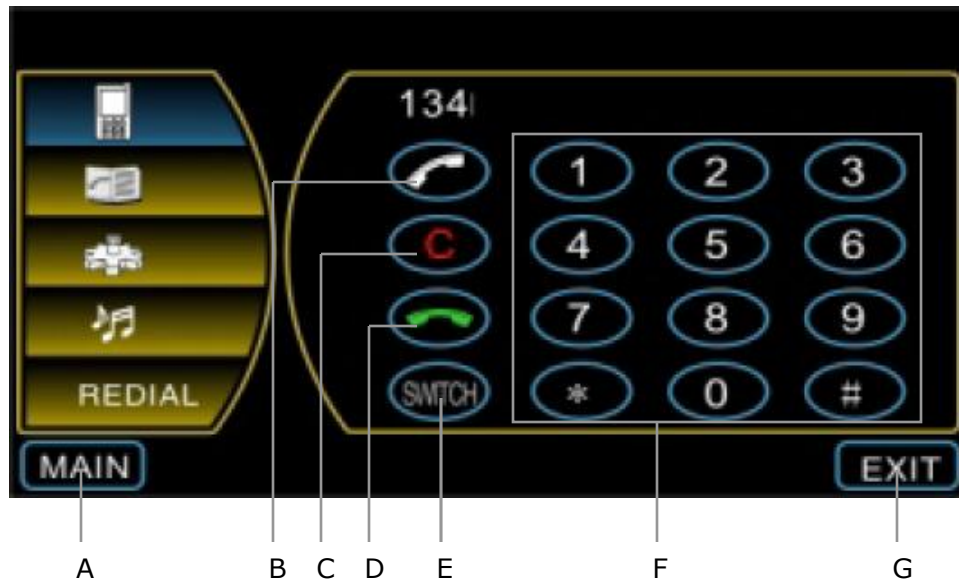 134
1 2 3
C 4 5 6
7 8 9
REDIAL SWITCH * 0 #
MAIN EXIT
A B C D E F G